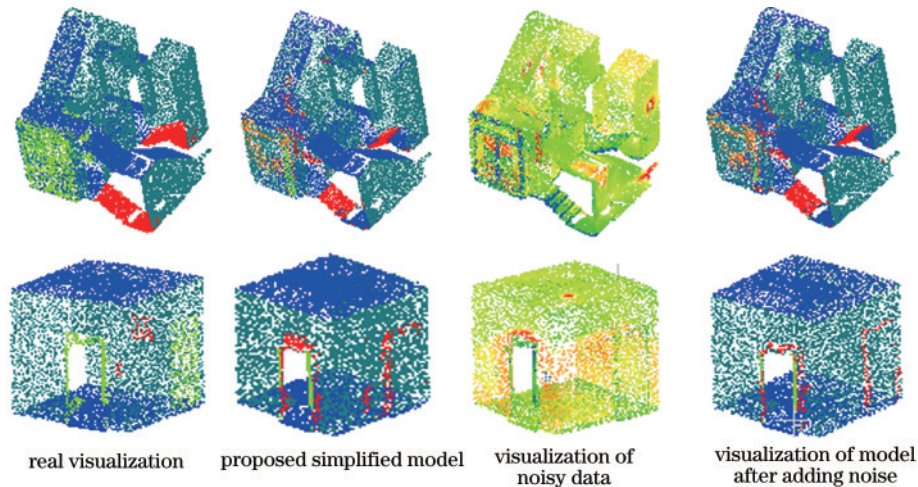 real visualization
proposed simplified model
visualization of
noisy data
visualization of model
after adding noise